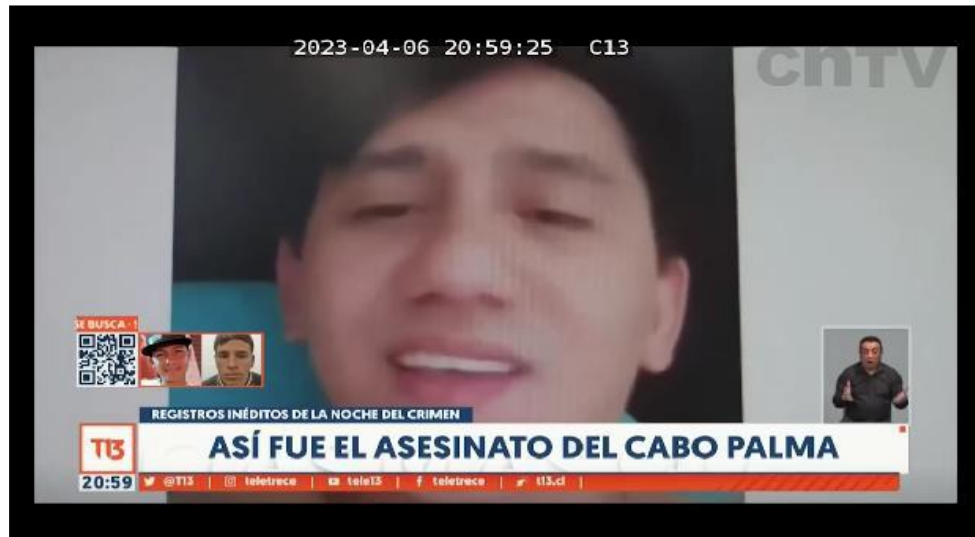 2023-04-06 20:59:25 C13
cnTV
SE BUSCA -
REGISTROS INÉDITOS DE LA NOCHE DEL CRIMEN
T13
ASÍ FUE EL ASESINATO DEL CABO PALMA
20:59 @T13 | teletrece | tele13 | teletrece | t13.cl |